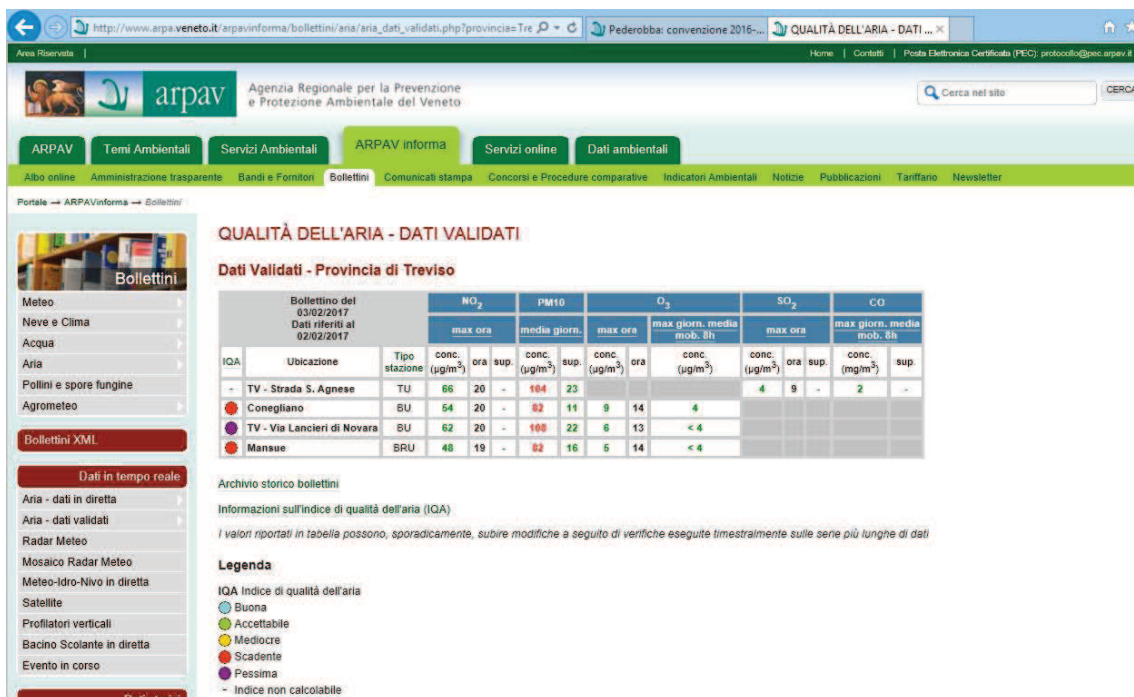 http://www.arpa.veneto.it/arpavinforma/bollettini/aria/aria_dati_validati.php?provincia=Tre
Pederobba: convenzione 2016-...
QUALITÀ DELL'ARIA - DATI ...
Area Riservata |
Home | Contatti | Posta Elettronica Certificata (PEC): protocollo@pec.arpav.it
arpav
Agenzia Regionale per la Prevenzione
e Protezione Ambientale del Veneto
Cerca nel sito
CERCA
ARPAV Temi Ambientali Servizi Ambientali ARPAV informa Servizi online Dati ambientali
Albo online Amministrazione trasparente Bandi e Fornitori Bollettini Comunicati stampa Concorsi e Procedure comparative Indicatori Ambientali Notizie Pubblicazioni Tariffario Newsletter
Portale → ARPAVinforma → Bollettini
Bollettini
Meteo
Neve e Clima
Acqua
Aria
Pollini e spore fungine
Agrometeo
Bollettini XML
Dati in tempo reale
Aria - dati in diretta
Aria - dati validati
Radar Meteo
Mosaico Radar Meteo
Meteo-Idro-Nivo in diretta
Satellite
Profilatori verticali
Bacino Scolante in diretta
Evento in corso
QUALITÀ DELL'ARIA - DATI VALIDATI
Dati Validati - Provincia di Treviso
Bollettino del
03/02/2017
Dati riferiti al
02/02/2017
NO2 PM10 O3 SO2 CO
max ora media giorn. max ora max giorn. media mob. 8h max ora max giorn. media mob. 8h
IQA Ubicazione Tipo stazione conc. (µg/m³) ora sup. conc. (µg/m³) sup. conc. (µg/m³) ora conc. (µg/m³) conc. (µg/m³) ora sup. conc. (mg/m³) sup.
- TV - Strada S. Agnese TU 66 20 - 104 23 4 9 - 2 -
Conegliano BU 54 20 - 82 11 9 14 4
TV - Via Lancieri di Novara BU 62 20 - 108 22 6 13 < 4
Mansue BRU 48 19 - 82 16 5 14 < 4
Archivio storico bollettini
Informazioni sull'indice di qualità dell'aria (IQA)
I valori riportati in tabella possono, sporadicamente, subire modifiche a seguito di verifiche eseguite timestralmente sulle serie più lunghe di dati
Legenda
IQA Indice di qualità dell'aria
Buona
Accettabile
Mediocre
Scadente
Pessima
- Indice non calcolabile